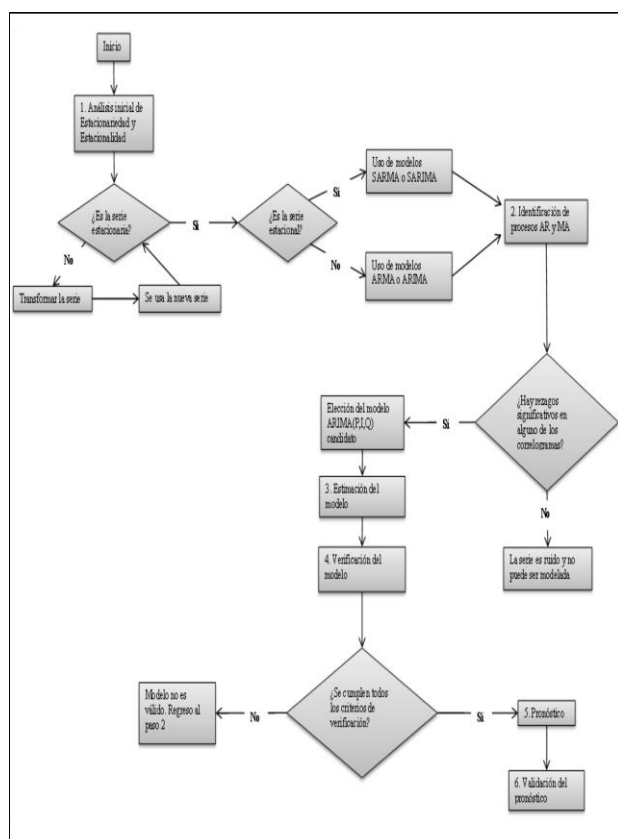 Inicio
1. Análisis inicial de
Estacionariedad y
Estacionalidad
¿Es la serie
estacionaria?
Sí
No
Transformar la serie
Se usa la nueva serie
¿Es la serie
estacional?
Sí
Uso de modelos
SARMA o SARIMA
No
Uso de modelos
ARMA o ARIMA
2. Identificación de
procesos AR y MA
¿Hay rezagos
significativos en
alguno de los
correlogramas?
Sí
Elección del modelo
ARIMA(P,I,Q)
candidato
No
La serie es ruido y no
puede ser modelada
3. Estimación del
modelo
4. Verificación del
modelo
¿Se cumplen todos
los criterios de
verificación?
No
Modelo no es
válido. Regreso al
paso 2
Sí
5. Pronóstico
6. Validación del
pronóstico